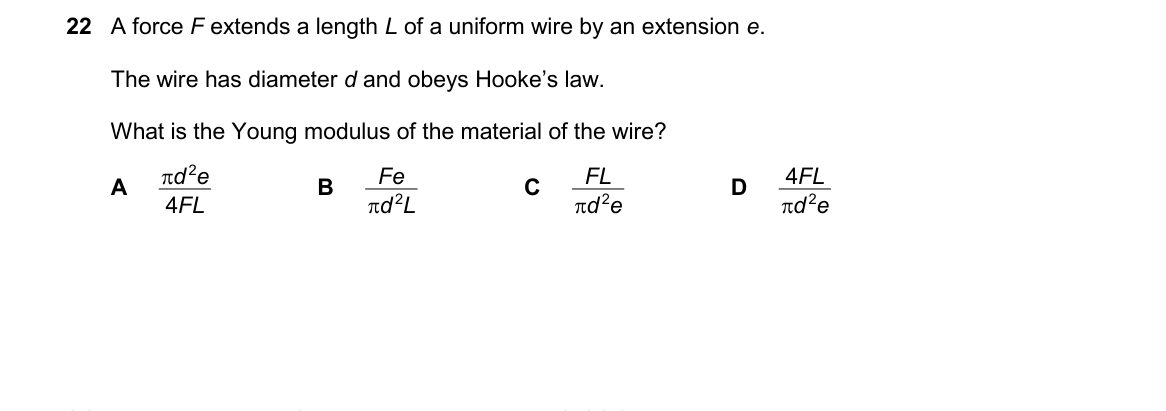 22 A force F extends a length L of a uniform wire by an extension e.
The wire has diameter d and obeys Hooke's law.
What is the Young modulus of the material of the wire?
A πd²e/4FL B Fe/πd²L C FL/πd²e D 4FL/πd²e